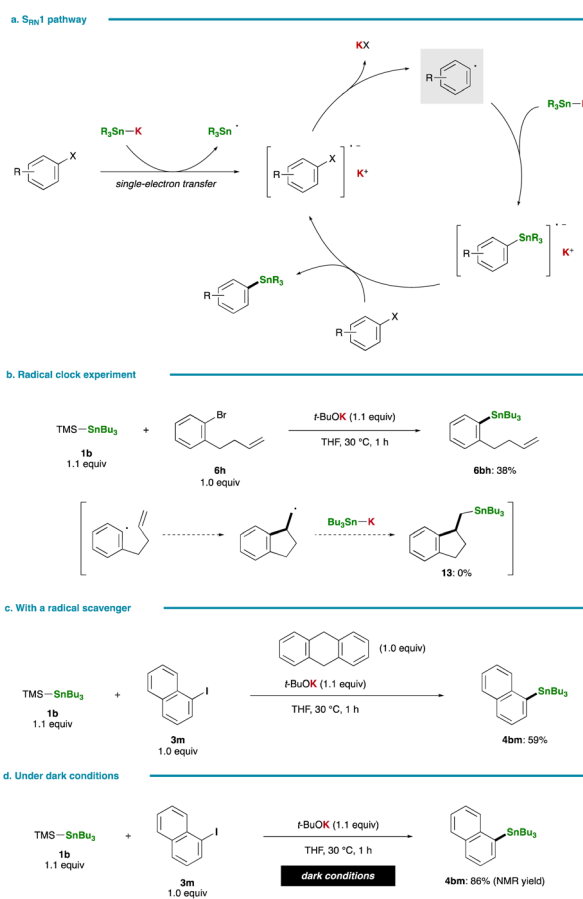 a. SRN1 pathway
KX
R
R3Sn—K
R3Sn·
R3Sn
X
R
single-electron transfer
X
R
· –
K+
SnR3
R
· –
K+
SnR3
R
X
R
b. Radical clock experiment
TMS—SnBu3
1b
1.1 equiv
+
Br
6h
1.0 equiv
t-BuOK (1.1 equiv)
THF, 30 °C, 1 h
SnBu3
6bh: 38%
Bu3Sn—K
SnBu3
13: 0%
c. With a radical scavenger
(1.0 equiv)
TMS—SnBu3
1b
1.1 equiv
+
I
3m
1.0 equiv
t-BuOK (1.1 equiv)
THF, 30 °C, 1 h
SnBu3
4bm: 59%
d. Under dark conditions
TMS—SnBu3
1b
1.1 equiv
+
I
3m
1.0 equiv
t-BuOK (1.1 equiv)
THF, 30 °C, 1 h
dark conditions
SnBu3
4bm: 86% (NMR yield)